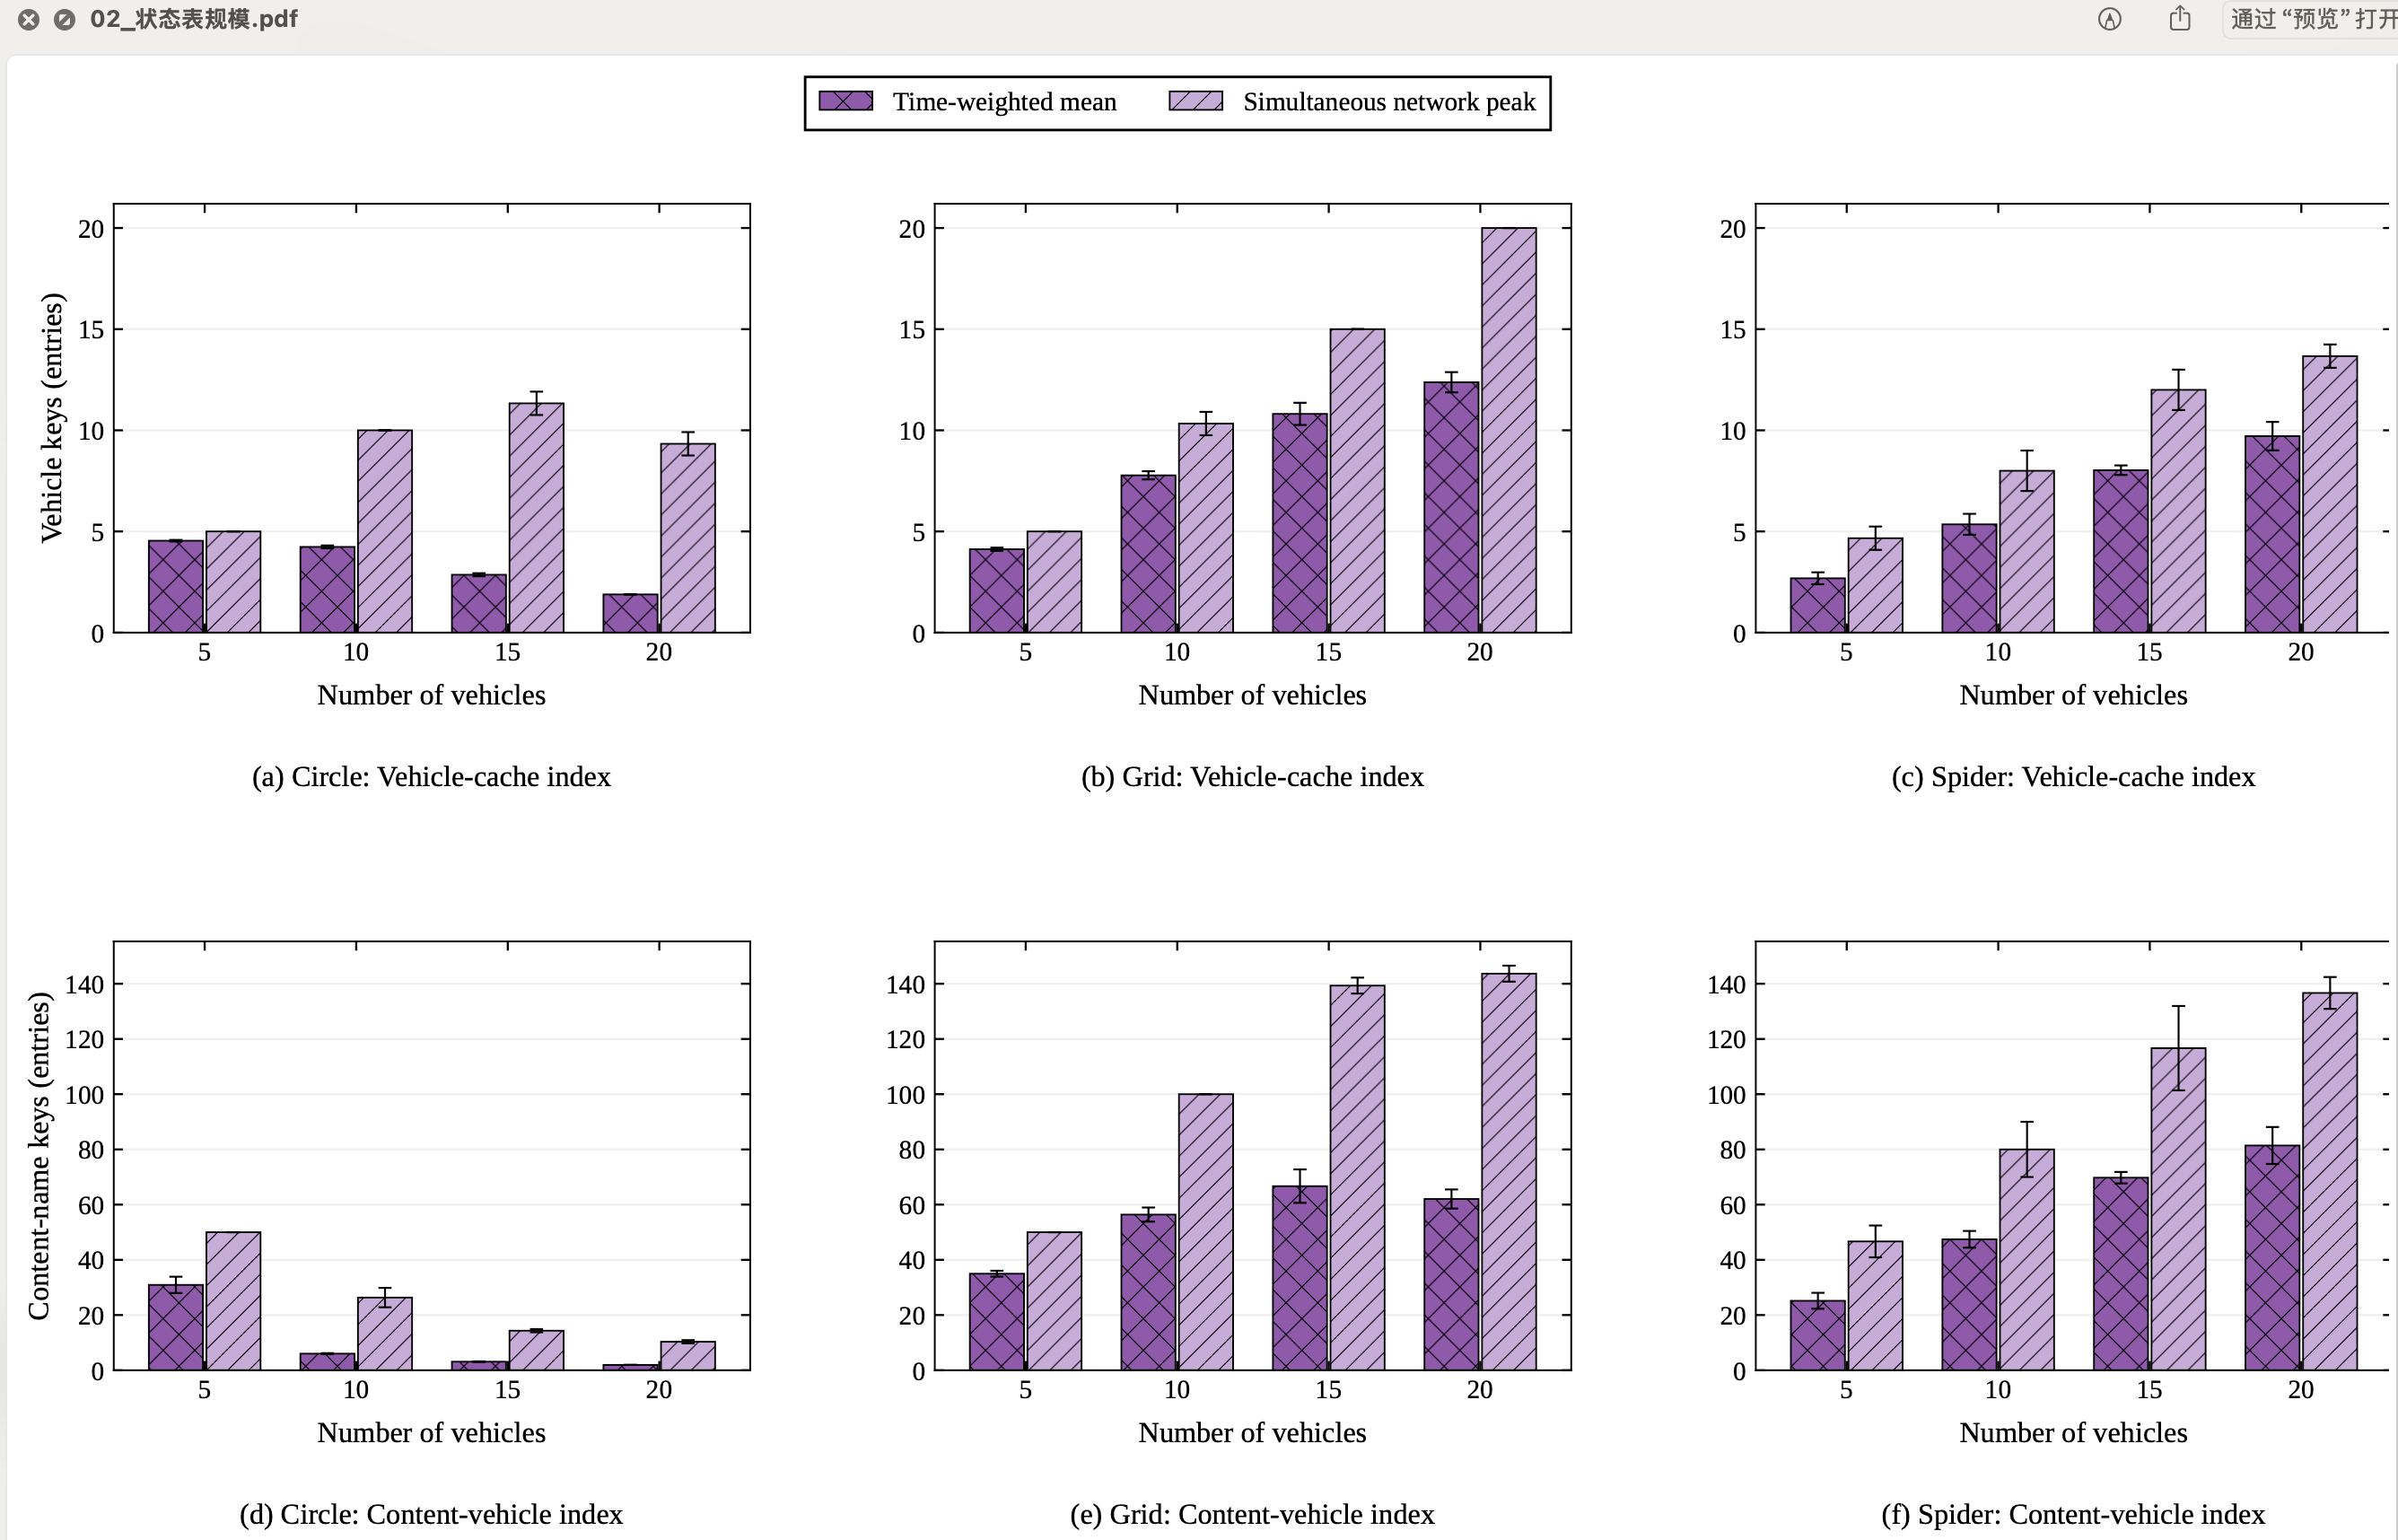 02_状态表规模.pdf
通过“预览”打开
Time-weighted mean
Simultaneous network peak
Vehicle keys (entries)
20
15
10
5
0
5 10 15 20
Number of vehicles
(a) Circle: Vehicle-cache index
20
15
10
5
0
5 10 15 20
Number of vehicles
(b) Grid: Vehicle-cache index
20
15
10
5
0
5 10 15 20
Number of vehicles
(c) Spider: Vehicle-cache index
Content-name keys (entries)
140
120
100
80
60
40
20
0
5 10 15 20
Number of vehicles
(d) Circle: Content-vehicle index
140
120
100
80
60
40
20
0
5 10 15 20
Number of vehicles
(e) Grid: Content-vehicle index
140
120
100
80
60
40
20
0
5 10 15 20
Number of vehicles
(f) Spider: Content-vehicle index